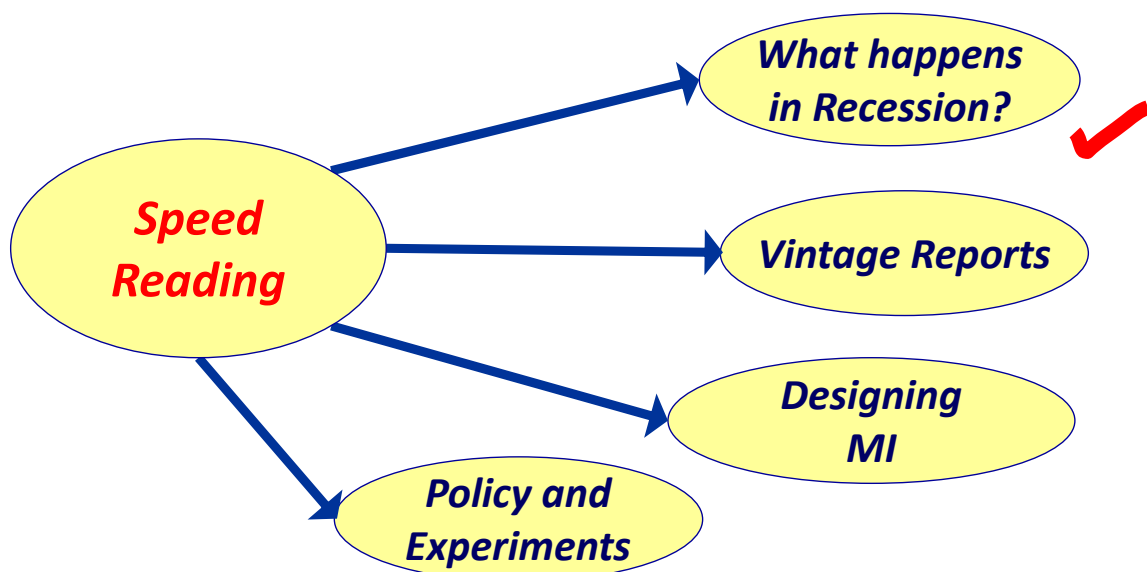 What happens
in Recession?
Speed
Reading
Vintage Reports
Designing
MI
Policy and
Experiments